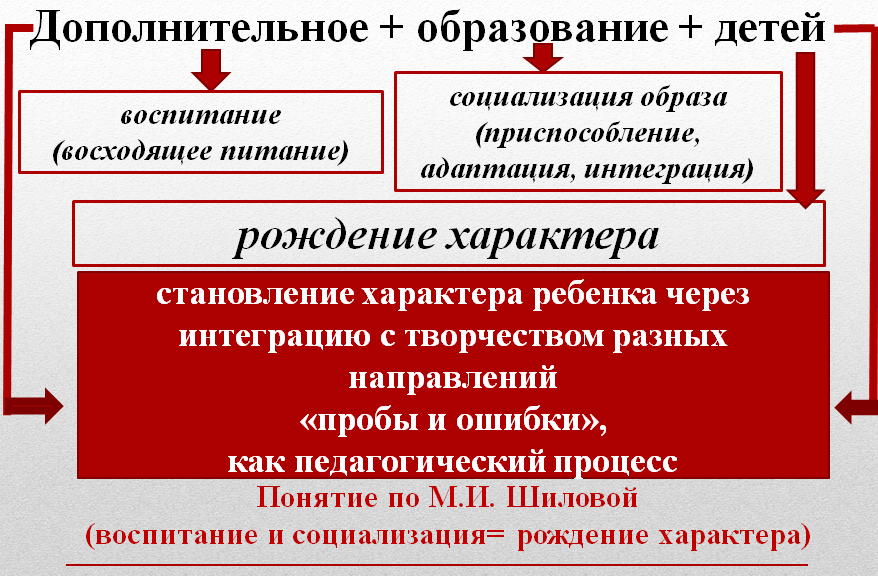 Дополнительное + образование + детей
воспитание
(восходящее питание)
социализация образа
(приспособление,
адаптация, интеграция)
рождение характера
становление характера ребенка через
интеграцию с творчеством разных
направлений
«пробы и ошибки»,
как педагогический процесс
Понятие по М.И. Шиловой
(воспитание и социализация= рождение характера)